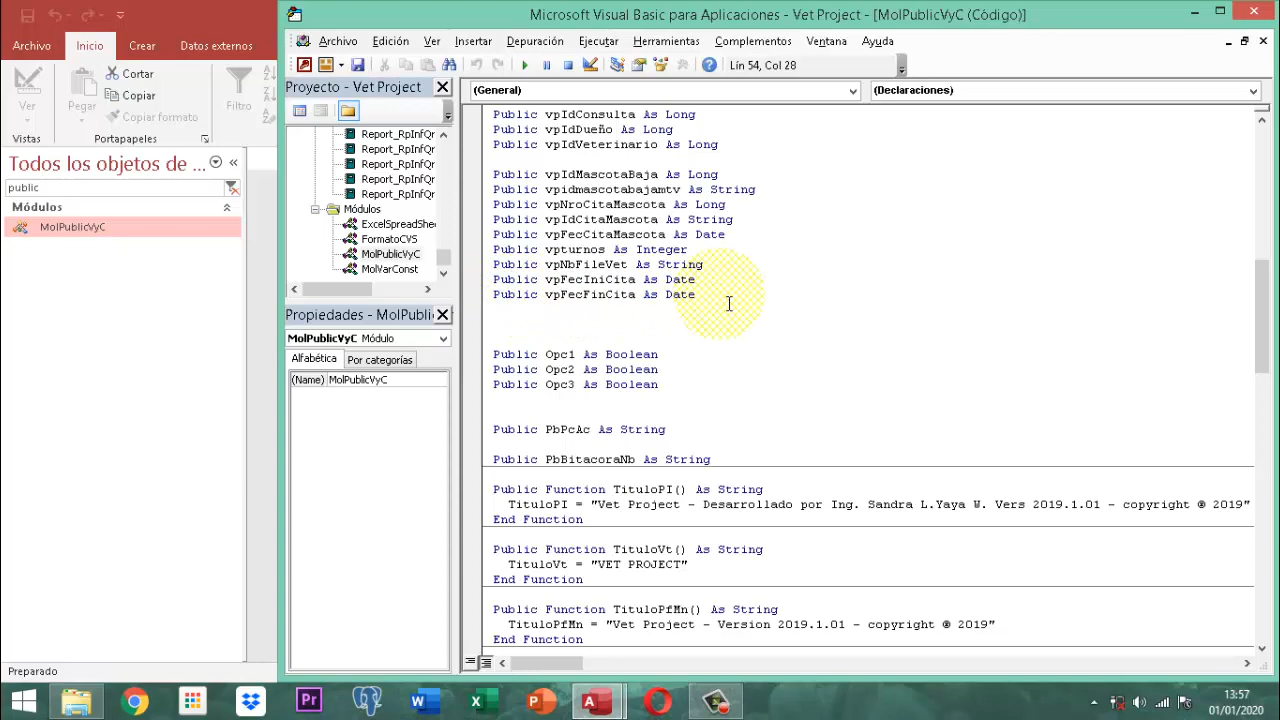 Microsoft Visual Basic para Aplicaciones - Vet Project - [MolPublicVyC (Código)]
Archivo Inicio Crear Datos externos
Archivo Edición Ver Insertar Depuración Ejecutar Herramientas Complementos Ventana Ayuda
Ver
Pegar
Cortar
Copiar
Copiar formato
Filtro
Vistas Portapapeles
Lín 54, Col 28
Proyecto - Vet Project
(General) (Declaraciones)
Todos los objetos de ...
public
Módulos
MolPublicVyC
Report_RpInfQr
Report_RpInfQr
Report_RpInfQr
Report_RpInfQr
Report_RpInfQr
Módulos
ExcelSpreadShe
FormatoCVS
MolPublicVyC
MolVarConst
Propiedades - MolPubli
MolPublicVyC Módulo
Alfabética Por categorías
(Name) MolPublicVyC
Public vpIdConsulta As Long
Public vpIdDueño As Long
Public vpIdVeterinario As Long
Public vpIdMascotaBaja As Long
Public vpidmascotabajamtv As String
Public vpNroCitaMascota As Long
Public vpIdCitaMascota As String
Public vpFecCitaMascota As Date
Public vpturnos As Integer
Public vpNbFileVet As String
Public vpFecIniCita As Date
Public vpFecFinCita As Date
Public Opc1 As Boolean
Public Opc2 As Boolean
Public Opc3 As Boolean
Public PbPcAc As String
Public PbBitacoraNb As String
Public Function TituloPI() As String
TituloPI = "Vet Project - Desarrollado por Ing. Sandra L.Yaya W. Vers 2019.1.01 - copyright ® 2019"
End Function
Public Function TituloVt() As String
TituloVt = "VET PROJECT"
End Function
Public Function TituloPfMn() As String
TituloPfMn = "Vet Project - Version 2019.1.01 - copyright ® 2019"
End Function
Preparado
13:57
01/01/2020